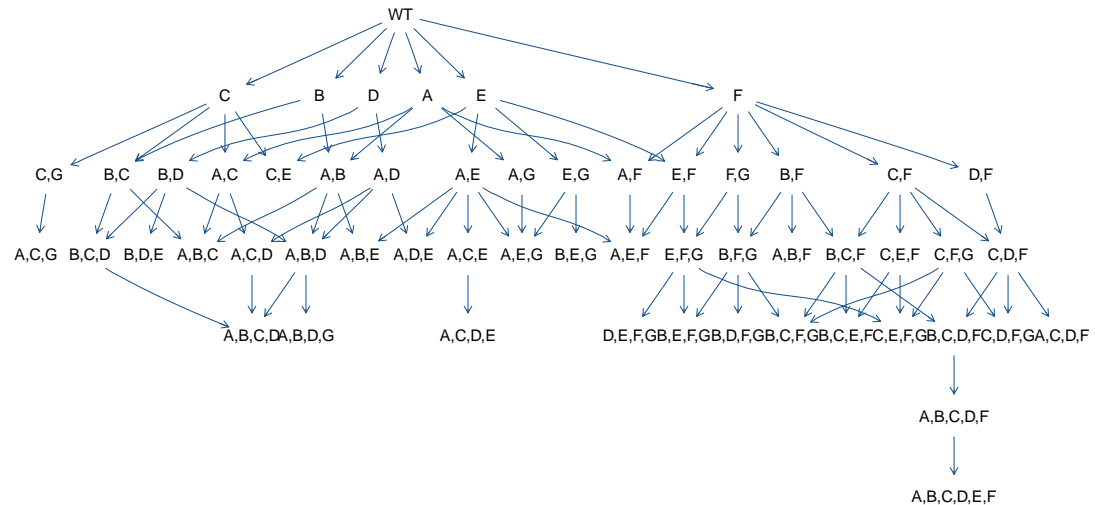 WT
C B D A E F
C,G B,C B,D A,C C,E A,B A,D A,E A,G E,G A,F E,F F,G B,F C,F D,F
A,C,G B,C,D B,D,E A,B,C A,C,D A,B,D A,B,E A,D,E A,C,E A,E,G B,E,G A,E,F E,F,G B,F,G A,B,F B,C,F C,E,F C,F,G C,D,F
A,B,C,D A,B,D,G A,C,D,E D,E,F,G B,E,F,G B,D,F,G B,C,F,G B,C,E,F C,E,F,G B,C,D,F C,D,F,G A,C,D,F
A,B,C,D,F
A,B,C,D,E,F